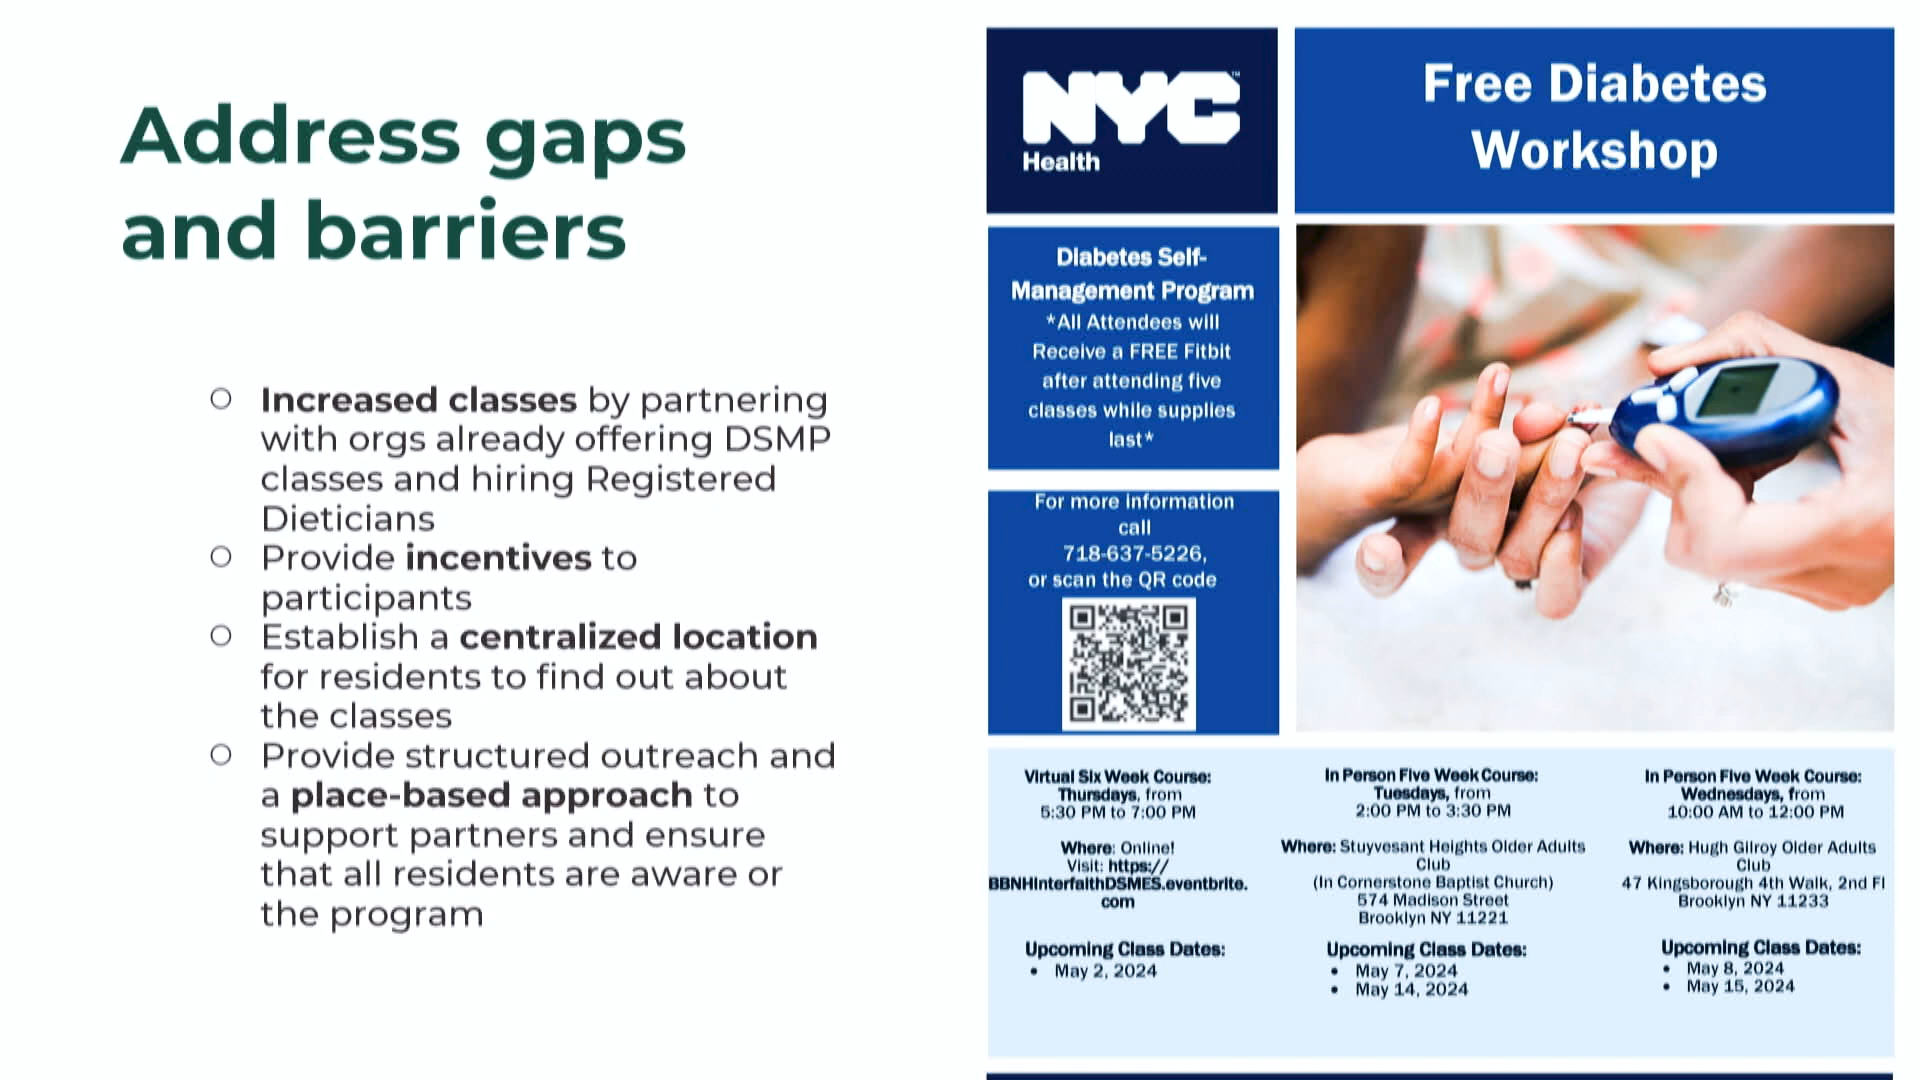 Address gaps
and barriers
Increased classes by partnering
with orgs already offering DSMP
classes and hiring Registered
Dieticians
Provide incentives to
participants
Establish a centralized location
for residents to find out about
the classes
Provide structured outreach and
a place-based approach to
support partners and ensure
that all residents are aware or
the program
NYC™
Health
Free Diabetes
Workshop
Diabetes Self-
Management Program
*All Attendees will
Receive a FREE Fitbit
after attending five
classes while supplies
last*
For more information
call
718-637-5226,
or scan the QR code
Virtual Six Week Course:
Thursdays, from
5:30 PM to 7:00 PM
Where: Online!
Visit: https://
BBNHInterfaithDSMES.eventbrite.
com
Upcoming Class Dates:
• May 2, 2024
In Person Five Week Course:
Tuesdays, from
2:00 PM to 3:30 PM
Where: Stuyvesant Heights Older Adults
Club
(In Cornerstone Baptist Church)
574 Madison Street
Brooklyn NY 11221
Upcoming Class Dates:
• May 7, 2024
• May 14, 2024
In Person Five Week Course:
Wednesdays, from
10:00 AM to 12:00 PM
Where: Hugh Gilroy Older Adults
Club
47 Kingsborough 4th Walk, 2nd Fl
Brooklyn NY 11233
Upcoming Class Dates:
• May 8, 2024
• May 15, 2024